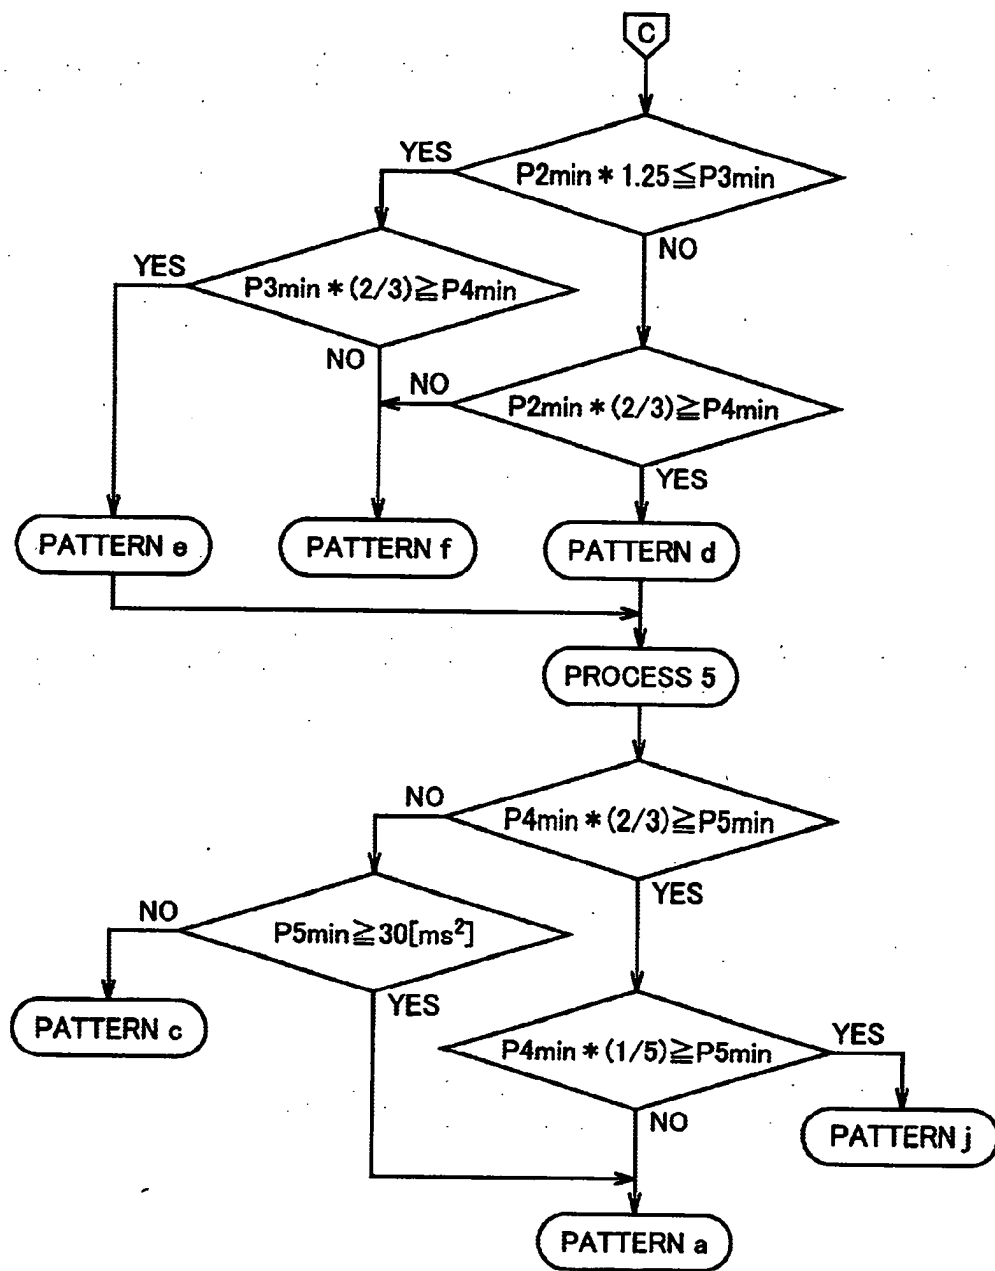 C
YES
P2min * 1.25≦P3min
NO
YES
P3min * (2/3)≧P4min
NO
NO
P2min * (2/3)≧P4min
YES
PATTERN e
PATTERN f
PATTERN d
PROCESS 5
NO
P4min * (2/3)≧P5min
YES
NO
P5min≧30[ms²]
YES
PATTERN c
P4min * (1/5)≧P5min
YES
NO
PATTERN j
PATTERN a